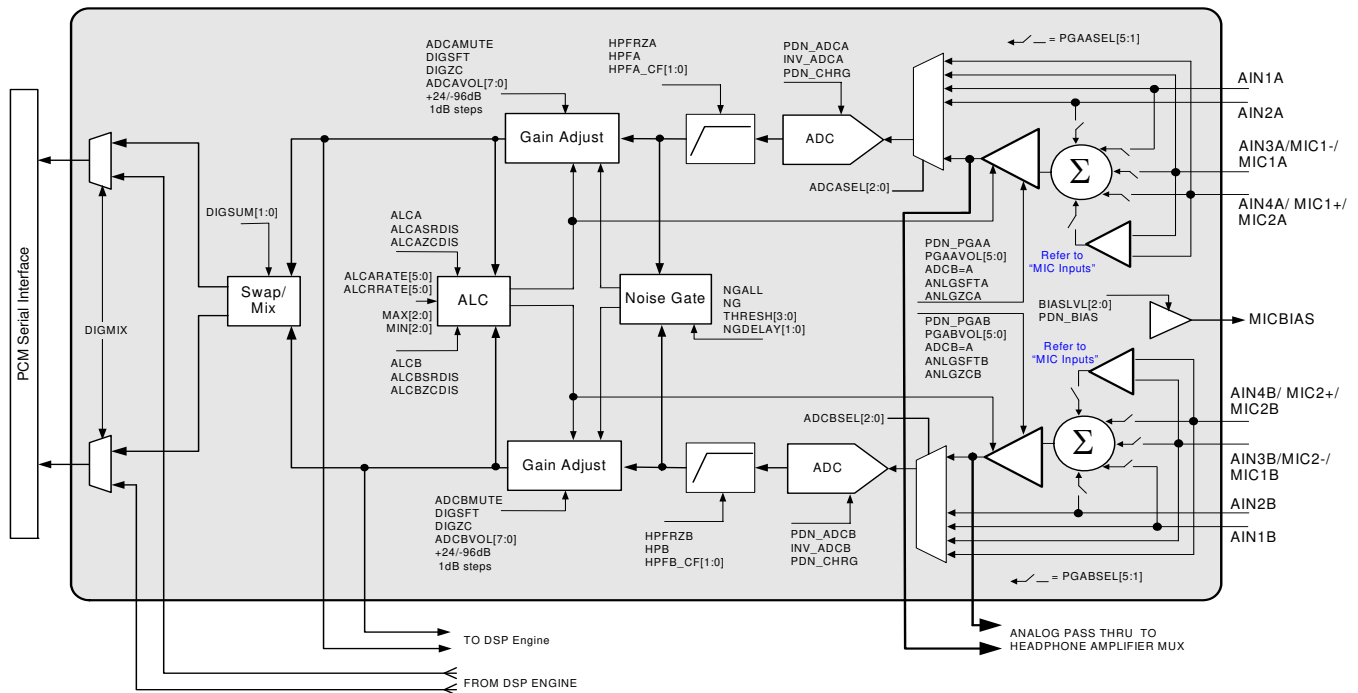 ADCAMUTE
DIGSFT
DIGZC
ADCAVOL[7:0]
+24/-96dB
1dB steps
HPFRZA
HPFA
HPFA_CF[1:0]
PDN_ADCA
INV_ADCA
PDN_CHRG
= PGAASEL[5:1]
AIN1A
AIN2A
AIN3A/MIC1-/
MIC1A
AIN4A/ MIC1+/
MIC2A
Gain Adjust
ADC
ADCASEL[2:0]
Σ
Refer to
“MIC Inputs”
PCM Serial Interface
DIGMIX
DIGSUM[1:0]
Swap/
Mix
ALCA
ALCASRDIS
ALCAZCDIS
ALCARATE[5:0]
ALCRRATE[5:0]
MAX[2:0]
MIN[2:0]
ALC
ALCB
ALCBSRDIS
ALCBZCDIS
Noise Gate
NGALL
NG
THRESH[3:0]
NGDELAY[1:0]
PDN_PGAA
PGAAVOL[5:0]
ADCB=A
ANLGSFTA
ANLGZCA
PDN_PGAB
PGABVOL[5:0]
ADCB=A
ANLGSFTB
ANLGZCB
BIASLVL[2:0]
PDN_BIAS
MICBIAS
Refer to
“MIC Inputs”
AIN4B/ MIC2+/
MIC2B
AIN3B/MIC2-/
MIC1B
AIN2B
AIN1B
ADCBSEL[2:0]
Σ
Gain Adjust
ADC
ADCBMUTE
DIGSFT
DIGZC
ADCBVOL[7:0]
+24/-96dB
1dB steps
HPFRZB
HPB
HPFB_CF[1:0]
PDN_ADCB
INV_ADCB
PDN_CHRG
= PGABSEL[5:1]
TO DSP Engine
FROM DSP ENGINE
ANALOG PASS THRU TO
HEADPHONE AMPLIFIER MUX